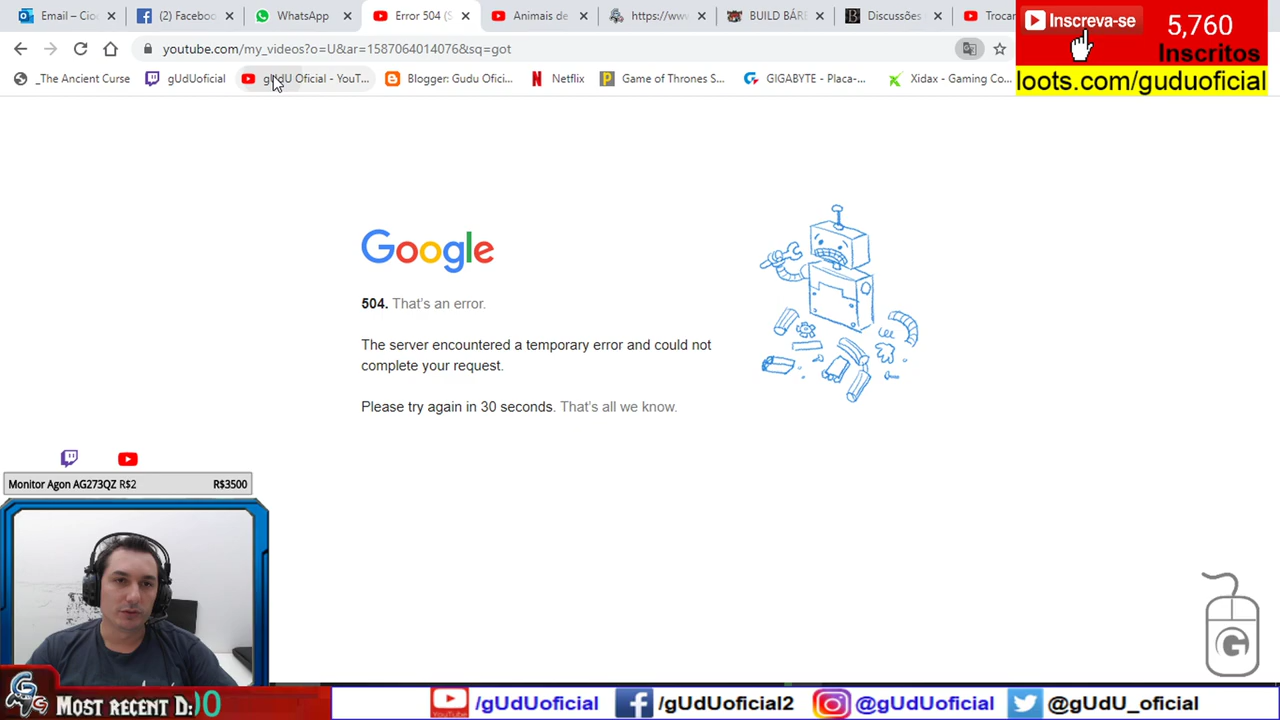 Email – Cio
(2) Faceboo
WhatsApp
Error 504 (S
Animais de
https://www
BUILD BÁRE
Discussões
Trocar
youtube.com/my_videos?o=U&ar=1587064014076&sq=got
_The Ancient Curse
gUdUoficial
gUdU Oficial - YouT...
Blogger: Gudu Ofici...
Netflix
Game of Thrones S...
GIGABYTE - Placa-...
Xidax - Gaming Co...
Inscreva-se
5,760
Inscritos
loots.com/guduoficial
Google
504. That's an error.
The server encountered a temporary error and could not
complete your request.
Please try again in 30 seconds. That's all we know.
Monitor Agon AG273QZ R$2 R$3500
Most recent D:
/gUdUoficial
/gUdUoficial2
@gUdUoficial
@gUdU_oficial